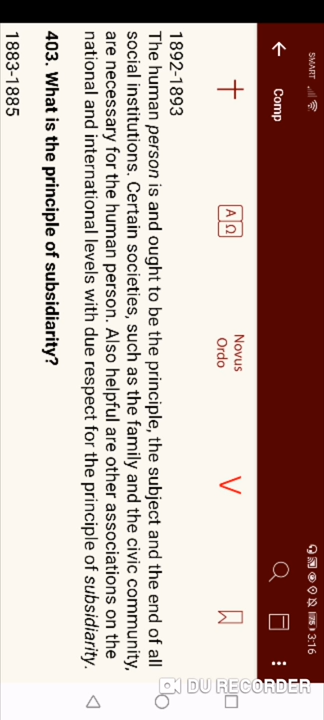 SMART 3:16
Comp
AΩ
Novus
Ordo
1892-1893
The human person is and ought to be the principle, the subject and the end of all
social institutions. Certain societies, such as the family and the civic community,
are necessary for the human person. Also helpful are other associations on the
national and international levels with due respect for the principle of subsidiarity.
403. What is the principle of subsidiarity?
1883-1885
DU RECORDER